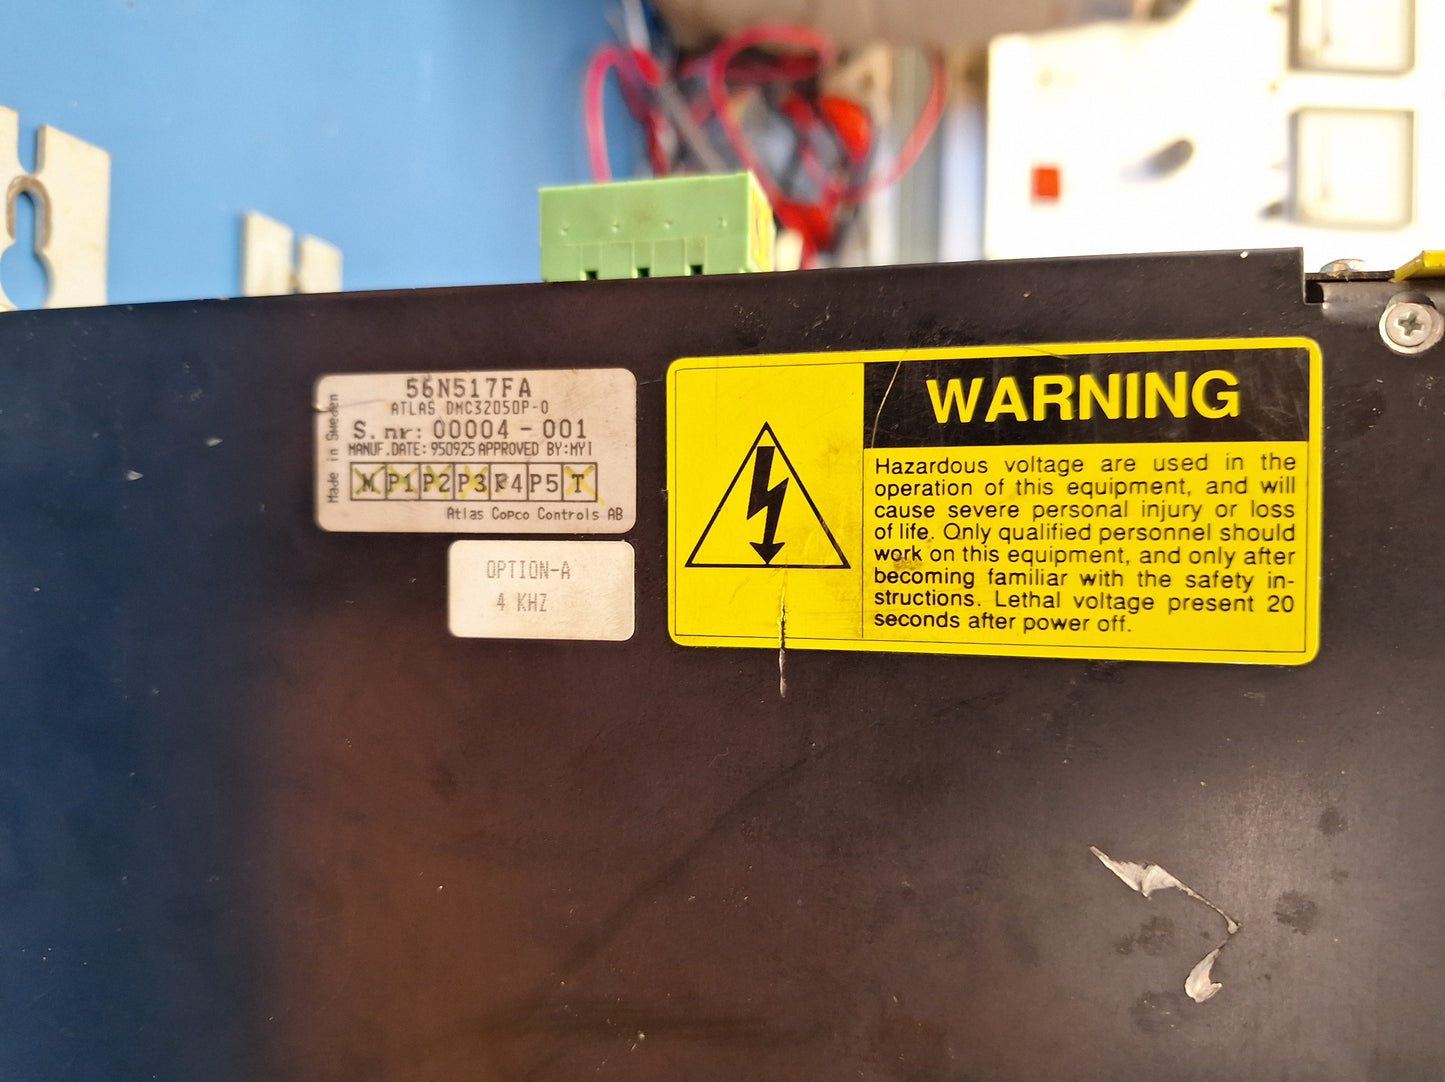 56N517FA
ATLAS DMC32050P-0
S.nr: 00004-001
MANUF.DATE: 950925 APPROVED BY:MYI
M P1 P2 P3 P4 P5 T
Atlas Copco Controls AB
Made in Sweden
OPTION-A
4 KHZ
WARNING
Hazardous voltage are used in the
operation of this equipment, and will
cause severe personal injury or loss
of life. Only qualified personnel should
work on this equipment, and only after
becoming familiar with the safety in-
structions. Lethal voltage present 20
seconds after power off.